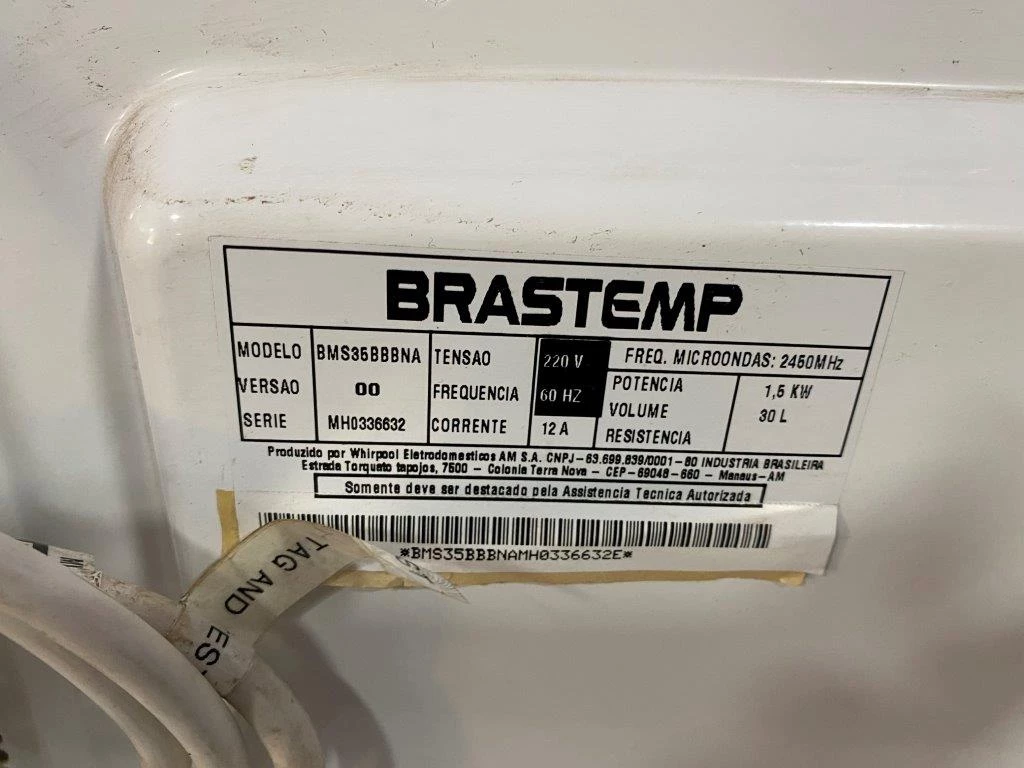 BRASTEMP
MODELO BMS35BBBNA TENSAO 220 V FREQ. MICROONDAS: 2450MHz
VERSAO 00 FREQUENCIA 60 HZ POTENCIA 1,5 KW
SERIE MH0336632 CORRENTE 12 A VOLUME 30 L
RESISTENCIA
Produzido por Whirpool Eletrodomesticos AM S.A. CNPJ-63.699.839/0001-80 INDUSTRIA BRASILEIRA
Estrada Torquato tapojos, 7500 - Colonia Terra Nova - CEP-69048-660 - Manaus-AM
Somente deve ser destacado pela Assistencia Tecnica Autorizada
*BMS35BBBNAMH0336632E*
TAG AND